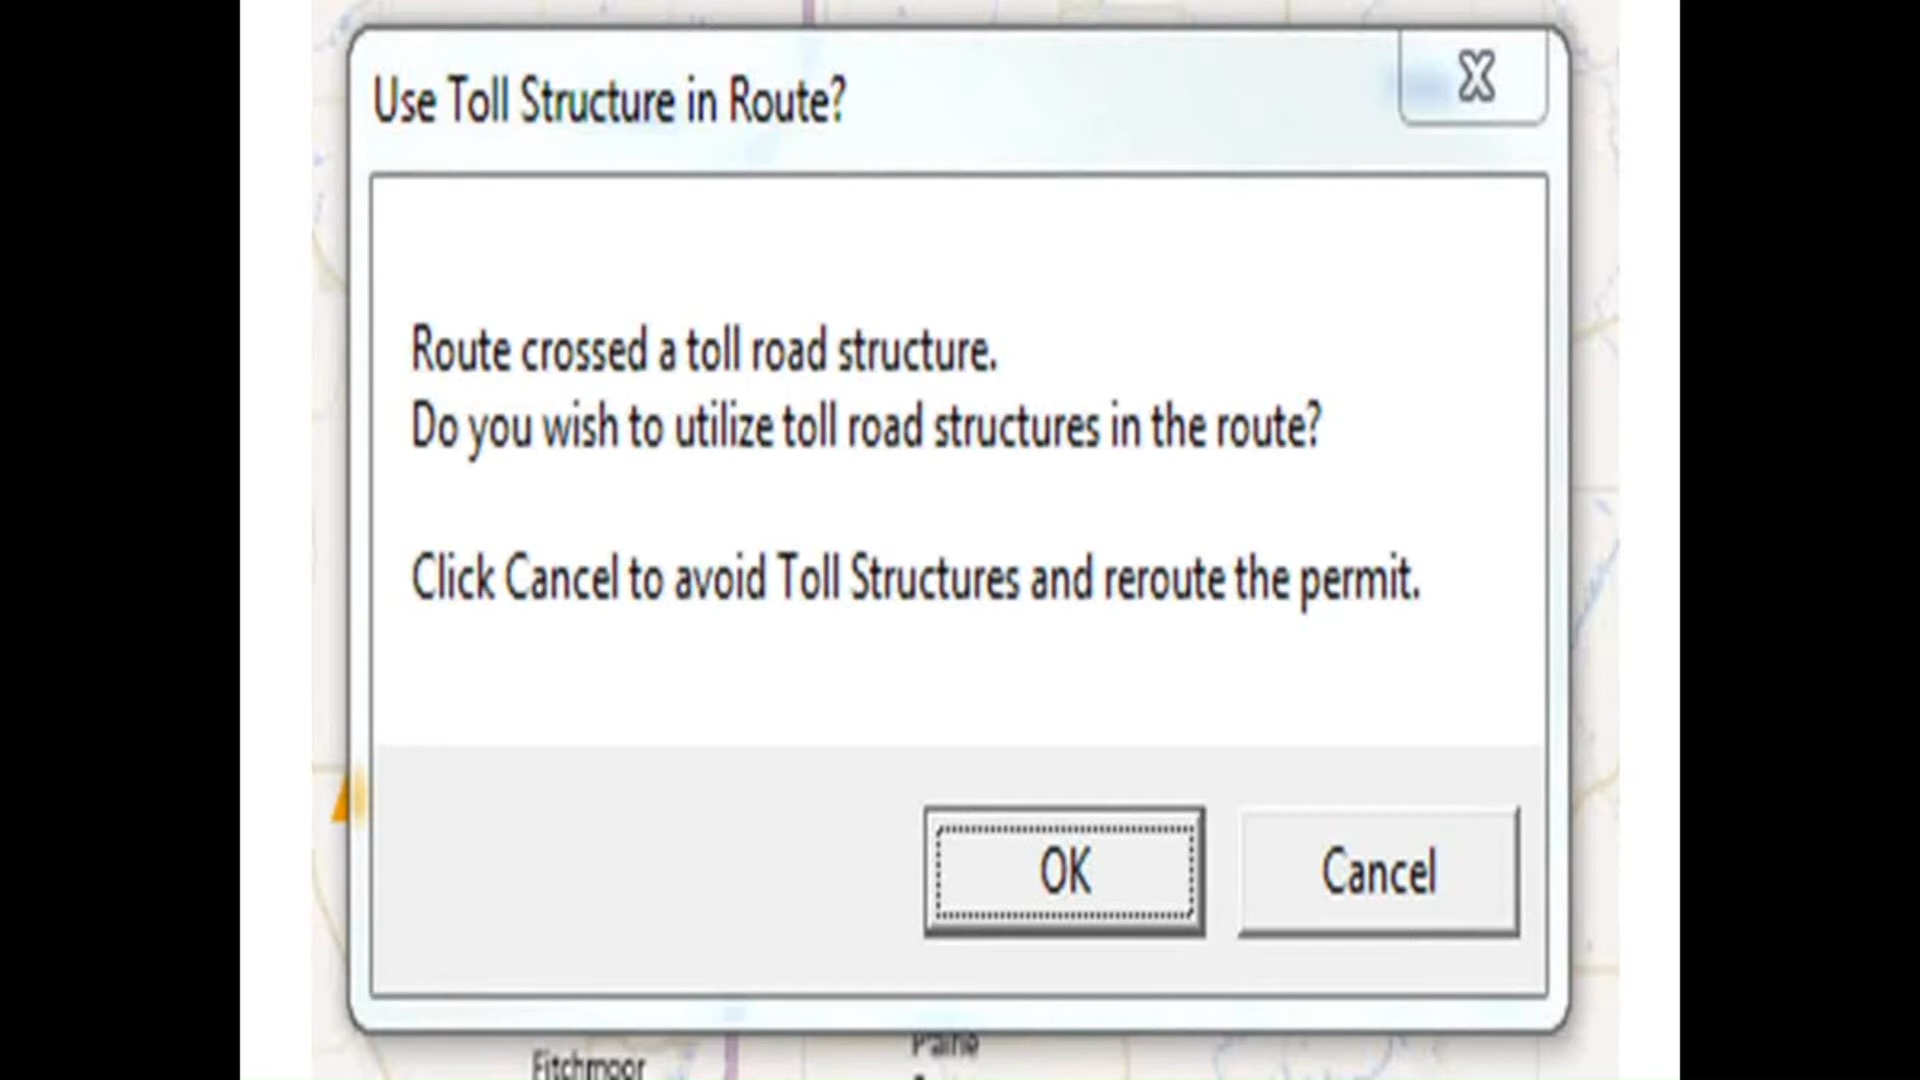 Use Toll Structure in Route?
X
Route crossed a toll road structure.
Do you wish to utilize toll road structures in the route?
Click Cancel to avoid Toll Structures and reroute the permit.
OK
Cancel
Prairie
Fitchmoor